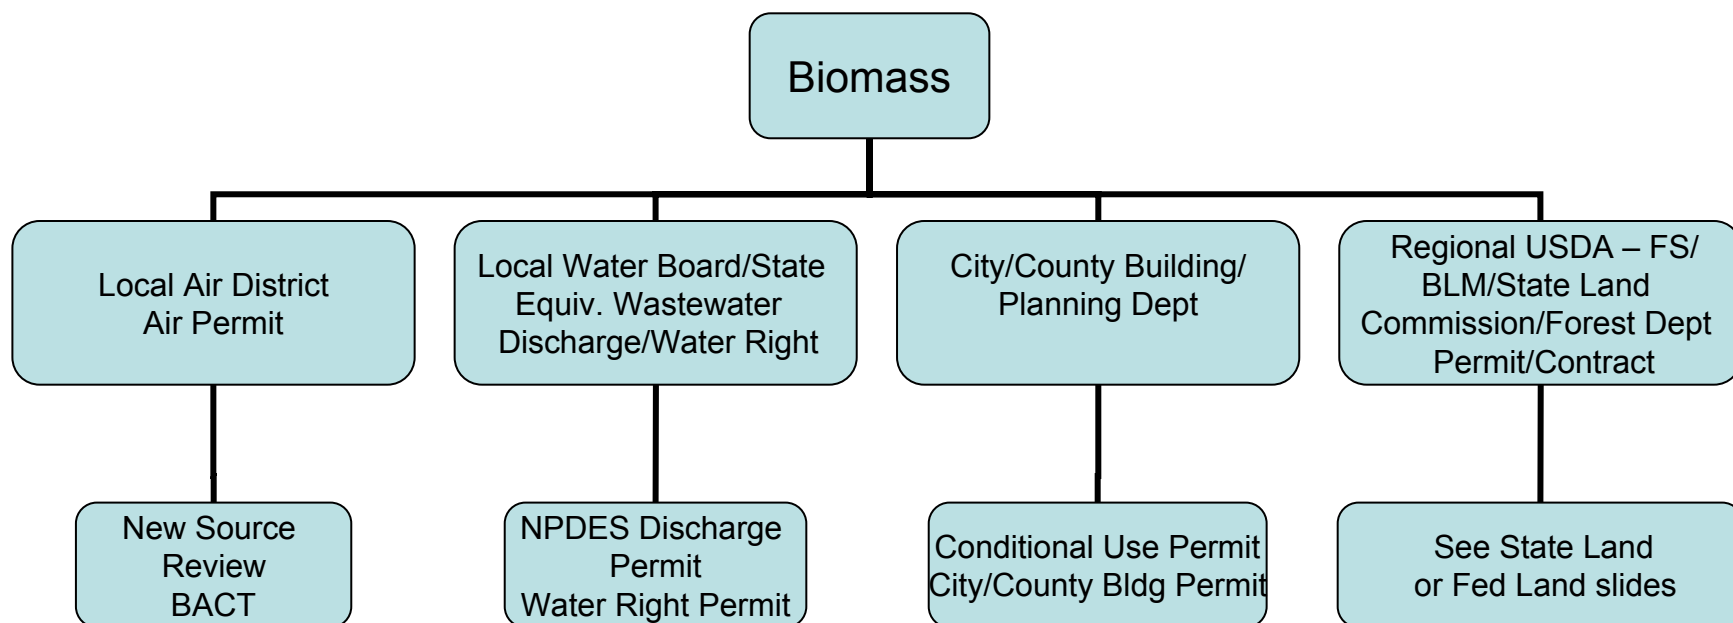 Biomass
Local Air District
Air Permit
Local Water Board/State
Equiv. Wastewater
Discharge/Water Right
City/County Building/
Planning Dept
Regional USDA – FS/
BLM/State Land
Commission/Forest Dept
Permit/Contract
New Source
Review
BACT
NPDES Discharge
Permit
Water Right Permit
Conditional Use Permit
City/County Bldg Permit
See State Land
or Fed Land slides